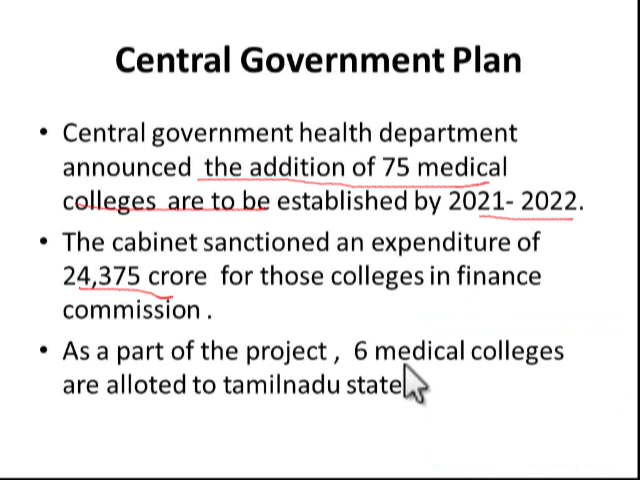 Central Government Plan
• Central government health department
announced the addition of 75 medical
colleges are to be established by 2021- 2022.
• The cabinet sanctioned an expenditure of
24,375 crore for those colleges in finance
commission .
• As a part of the project , 6 medical colleges
are alloted to tamilnadu state